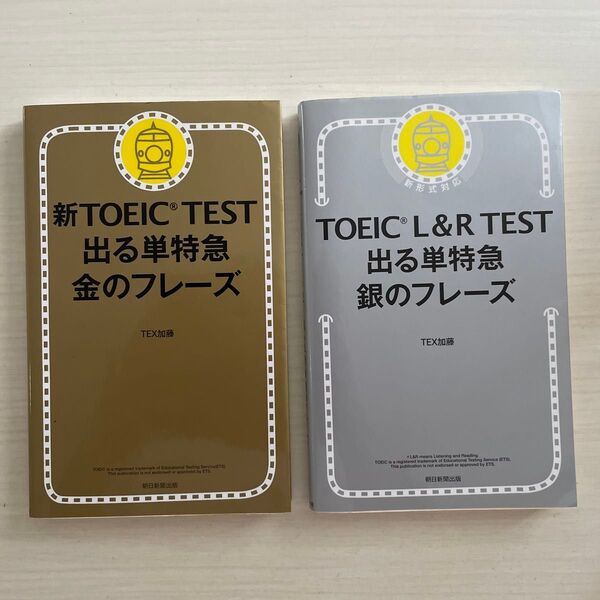 新TOEIC® TEST
出る単特急
金のフレーズ
TEX加藤
TOEIC is a registered trademark of Educational Testing Service(ETS).
This publication is not endorsed or approved by ETS.
朝日新聞出版
新形式対応
TOEIC® L&R TEST
出る単特急
銀のフレーズ
TEX加藤
* L&R means Listening and Reading.
TOEIC is a registered trademark of Educational Testing Service (ETS).
This publication is not endorsed or approved by ETS.
朝日新聞出版